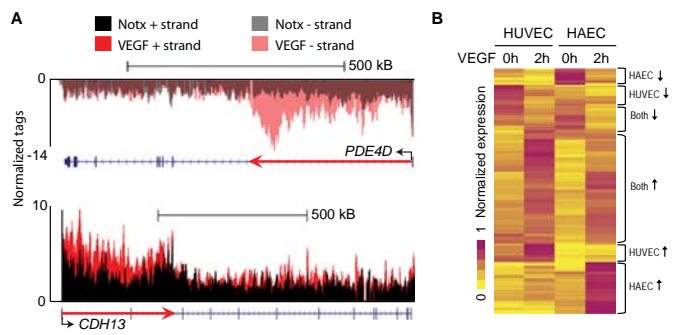 A
Notx + strand
Notx - strand
VEGF + strand
VEGF - strand
500 kB
0
-14
PDE4D
Normalized tags
10
500 kB
0
CDH13
B
HUVEC HAEC
VEGF 0h 2h 0h 2h
HAEC ↓
HUVEC ↓
Both ↓
Both ↑
HUVEC ↑
HAEC ↑
0 1 Normalized expression